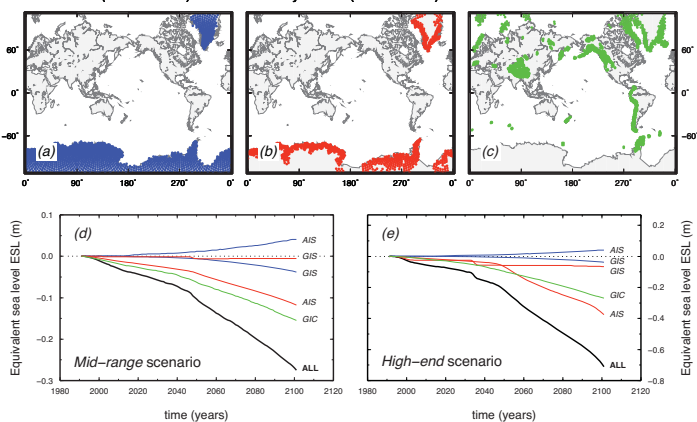 60°
0°
−60°
(a)
(b)
(c)
60°
0°
−60°
0° 90° 180° 270° 0°
0° 90° 180° 270° 0°
0° 90° 180° 270° 0°
Equivalent sea level ESL (m)
0.1
0.0
−0.1
−0.2
−0.3
(d)
AIS
GIS
GIS
AIS
GIC
ALL
Mid−range scenario
1980 2000 2020 2040 2060 2080 2100 2120
time (years)
(e)
AIS
GIS
GIS
GIC
AIS
ALL
High−end scenario
0.2
0.0
−0.2
−0.4
−0.6
−0.8
Equivalent sea level ESL (m)
1980 2000 2020 2040 2060 2080 2100 2120
time (years)